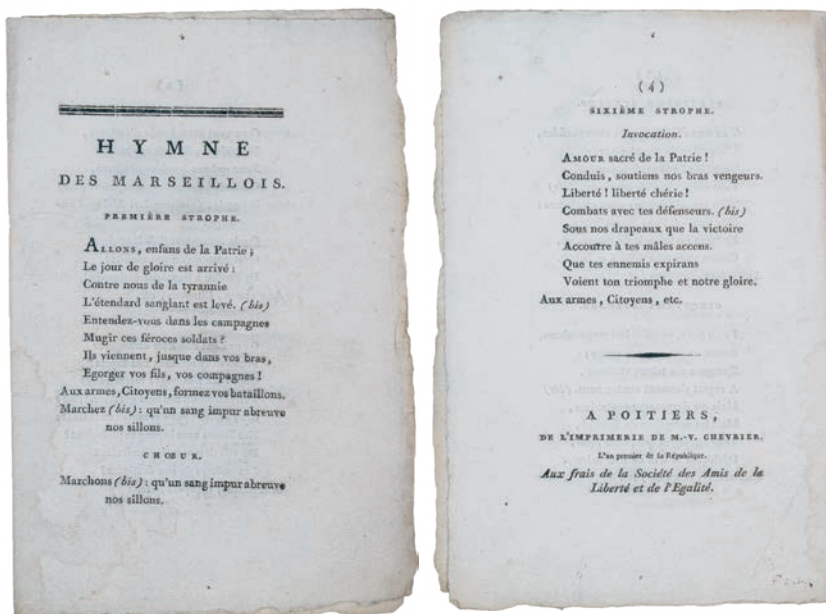 HYMNE
DES MARSEILLOIS.
PREMIÈRE STROPHE.
ALLONS, enfans de la Patrie ;
Le jour de gloire est arrivé :
Contre nous de la tyrannie
L'étendard sanglant est levé. (bis)
Entendez-vous dans les campagnes
Mugir ces féroces soldats ?
Ils viennent, jusque dans vos bras,
Egorger vos fils, vos compagnes !
Aux armes, Citoyens, formez vos bataillons.
Marchez (bis) : qu'un sang impur abreuve
nos sillons.
CHŒUR.
Marchons (bis) : qu'un sang impur abreuve
nos sillons.
(4)
SIXIÈME STROPHE.
Invocation.
AMOUR sacré de la Patrie !
Conduis, soutiens nos bras vengeurs.
Liberté ! liberté chérie !
Combats avec tes défenseurs. (bis)
Sous nos drapeaux que la victoire
Accoure à tes mâles accens.
Que tes ennemis expirans
Voient ton triomphe et notre gloire.
Aux armes, Citoyens, etc.
A POITIERS,
DE L'IMPRIMERIE DE M.-V. CHEVRIER.
L'an premier de la République.
Aux frais de la Société des Amis de la
Liberté et de l'Egalité.